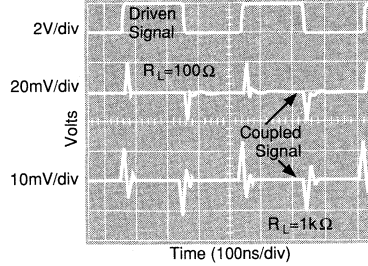 2V/div
Driven
Signal
20mV/div
R_L=100Ω
Volts
Coupled
Signal
10mV/div
R_L=1kΩ
Time (100ns/div)